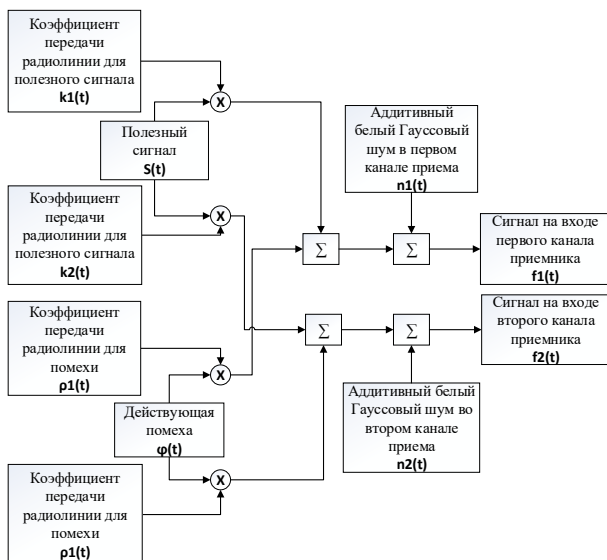 Коэффициент
передачи
радиолинии для
полезного сигнала
k1(t)
X
Полезный
сигнал
S(t)
Аддитивный
белый Гауссовый
шум в первом
канале приема
n1(t)
Коэффициент
передачи
радиолинии для
полезного сигнала
k2(t)
X
Σ
Σ
Сигнал на входе
первого канала
приемника
f1(t)
Коэффициент
передачи
радиолинии для
помехи
ρ1(t)
X
Σ
Σ
Сигнал на входе
второго канала
приемника
f2(t)
Действующая
помеха
φ(t)
Аддитивный белый
Гауссовый шум во
втором канале
приема
n2(t)
Коэффициент
передачи
радиолинии для
помехи
ρ1(t)
X